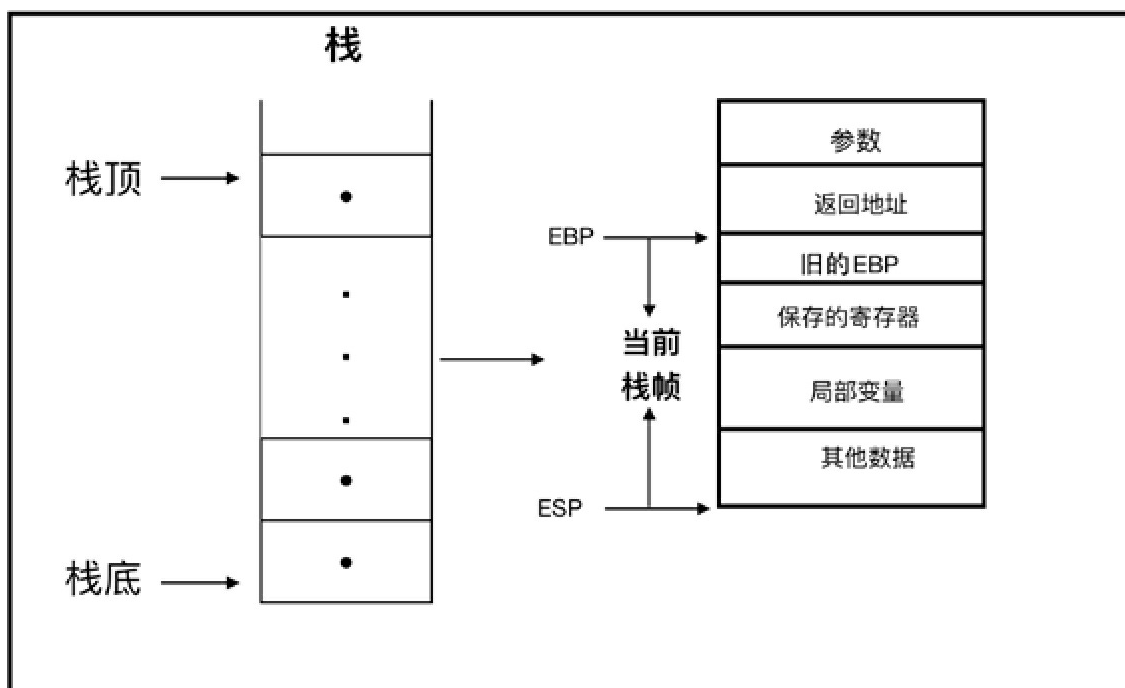 栈
栈顶
栈底
EBP
当前
栈帧
ESP
参数
返回地址
旧的EBP
保存的寄存器
局部变量
其他数据